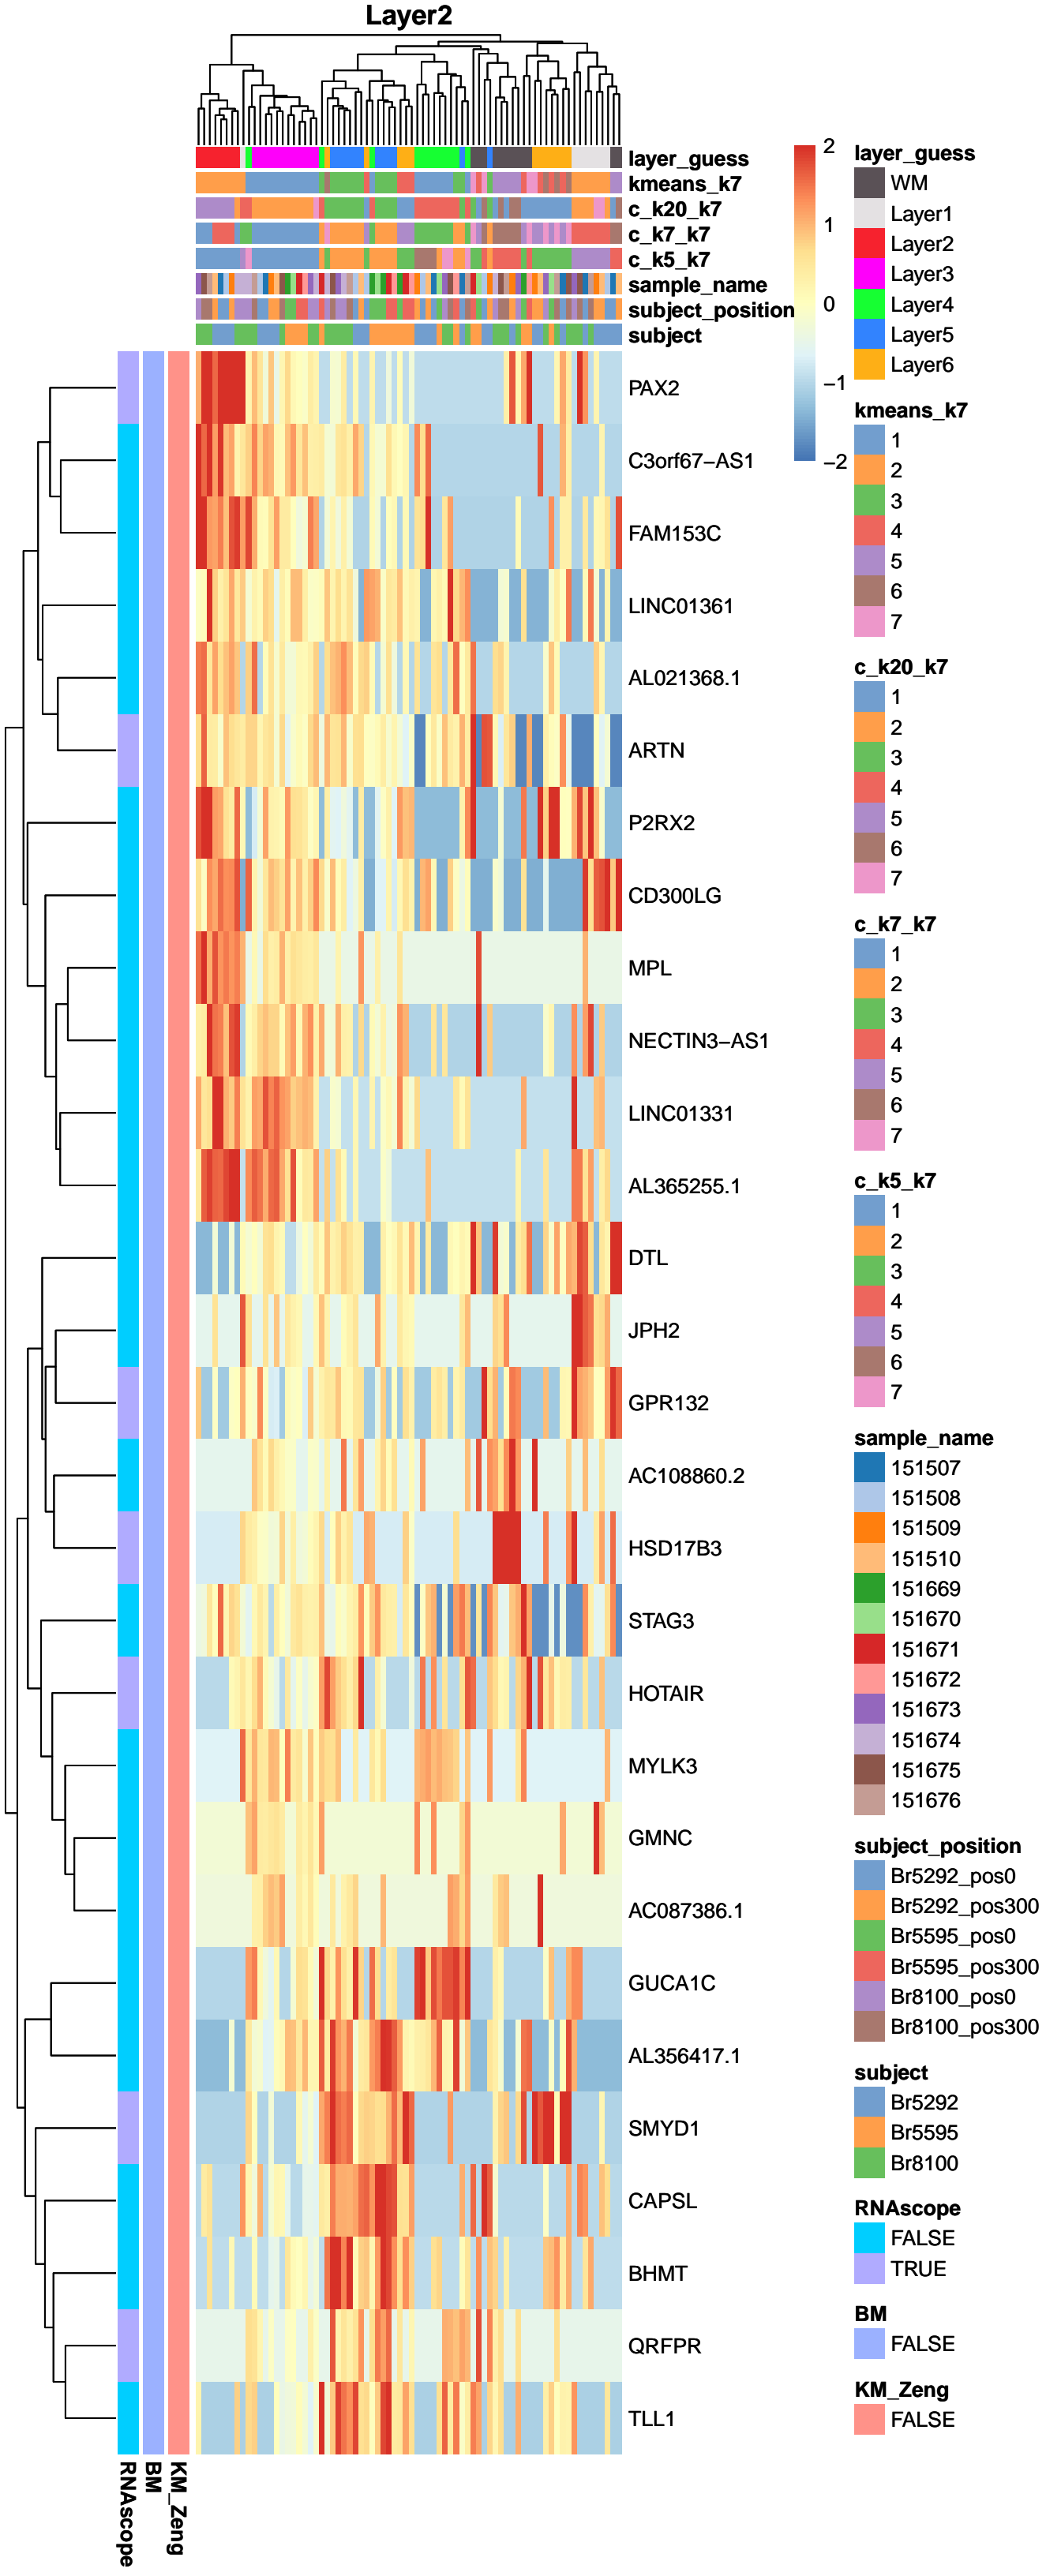 Layer2
layer_guess
kmeans_k7
c_k20_k7
c_k7_k7
c_k5_k7
sample_name
subject_position
subject
PAX2
C3orf67−AS1
FAM153C
LINC01361
AL021368.1
ARTN
P2RX2
CD300LG
MPL
NECTIN3−AS1
LINC01331
AL365255.1
DTL
JPH2
GPR132
AC108860.2
HSD17B3
STAG3
HOTAIR
MYLK3
GMNC
AC087386.1
GUCA1C
AL356417.1
SMYD1
CAPSL
BHMT
QRFPR
TLL1
RNAscope
BM
KM_Zeng
2
1
0
−1
−2
layer_guess
WM
Layer1
Layer2
Layer3
Layer4
Layer5
Layer6
kmeans_k7
1
2
3
4
5
6
7
c_k20_k7
1
2
3
4
5
6
7
c_k7_k7
1
2
3
4
5
6
7
c_k5_k7
1
2
3
4
5
6
7
sample_name
151507
151508
151509
151510
151669
151670
151671
151672
151673
151674
151675
151676
subject_position
Br5292_pos0
Br5292_pos300
Br5595_pos0
Br5595_pos300
Br8100_pos0
Br8100_pos300
subject
Br5292
Br5595
Br8100
RNAscope
FALSE
TRUE
BM
FALSE
KM_Zeng
FALSE